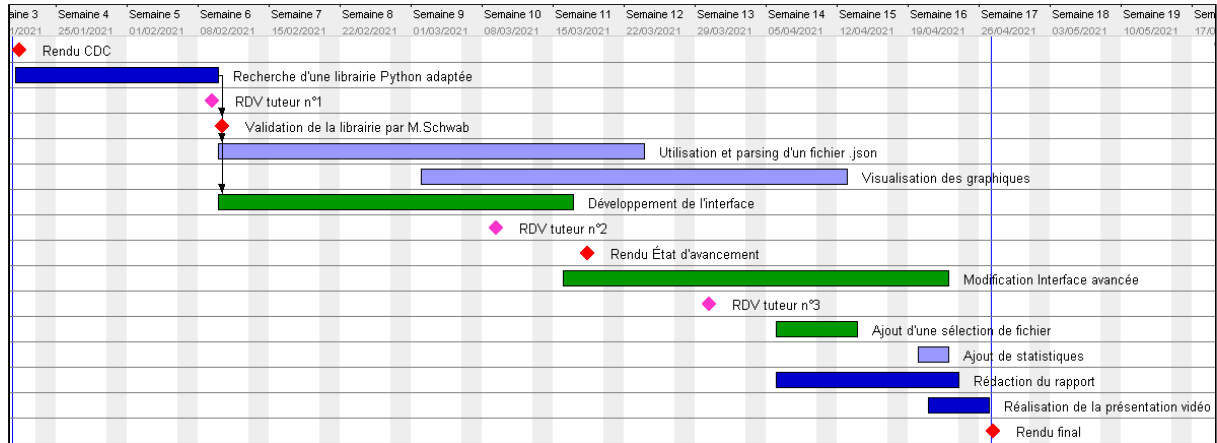 aine 3 Semaine 4 Semaine 5 Semaine 6 Semaine 7 Semaine 8 Semaine 9 Semaine 10 Semaine 11 Semaine 12 Semaine 13 Semaine 14 Semaine 15 Semaine 16 Semaine 17 Semaine 18 Semaine 19 Sem
1/2021 25/01/2021 01/02/2021 08/02/2021 15/02/2021 22/02/2021 01/03/2021 08/03/2021 15/03/2021 22/03/2021 29/03/2021 05/04/2021 12/04/2021 19/04/2021 26/04/2021 03/05/2021 10/05/2021 17/0
Rendu CDC
Recherche d'une librairie Python adaptée
RDV tuteur n°1
Validation de la librairie par M.Schwab
Utilisation et parsing d'un fichier .json
Visualisation des graphiques
Développement de l'interface
RDV tuteur n°2
Rendu État d'avancement
Modification Interface avancée
RDV tuteur n°3
Ajout d'une sélection de fichier
Ajout de statistiques
Rédaction du rapport
Réalisation de la présentation vidéo
Rendu final